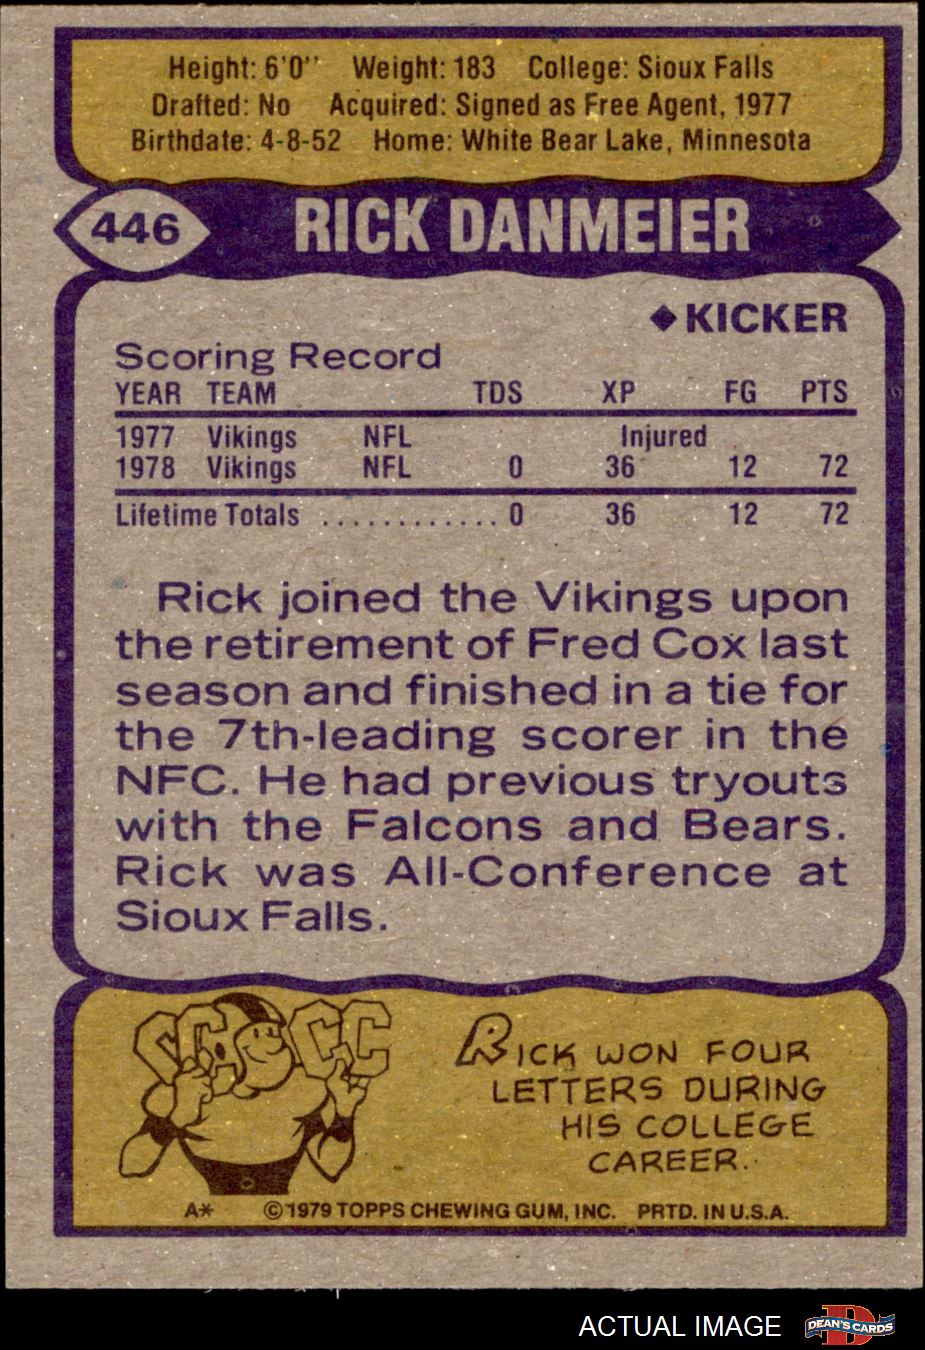 Height: 6'0'' Weight: 183 College: Sioux Falls
Drafted: No Acquired: Signed as Free Agent, 1977
Birthdate: 4-8-52 Home: White Bear Lake, Minnesota
446 RICK DANMEIER
◆KICKER
Scoring Record
YEAR TEAM TDS XP FG PTS
1977 Vikings NFL Injured
1978 Vikings NFL 0 36 12 72
Lifetime Totals ............ 0 36 12 72
Rick joined the Vikings upon
the retirement of Fred Cox last
season and finished in a tie for
the 7th-leading scorer in the
NFC. He had previous tryouts
with the Falcons and Bears.
Rick was All-Conference at
Sioux Falls.
CC CC
RICK WON FOUR
LETTERS DURING
HIS COLLEGE
CAREER.
A* © 1979 TOPPS CHEWING GUM, INC. PRTD. IN U.S.A.
ACTUAL IMAGE D DEAN'S CARDS